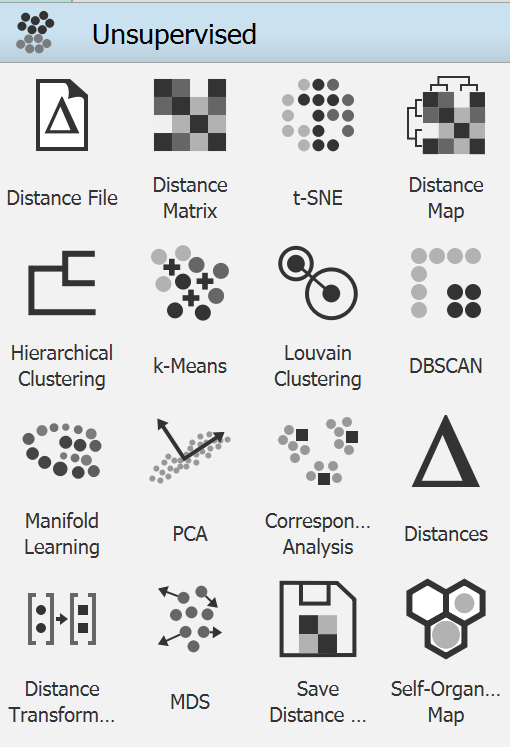 Unsupervised
Distance File
Distance
Matrix
t-SNE
Distance
Map
Hierarchical
Clustering
k-Means
Louvain
Clustering
DBSCAN
Manifold
Learning
PCA
Correspon...
Analysis
Distances
Distance
Transform...
MDS
Save
Distance ...
Self-Organ...
Map